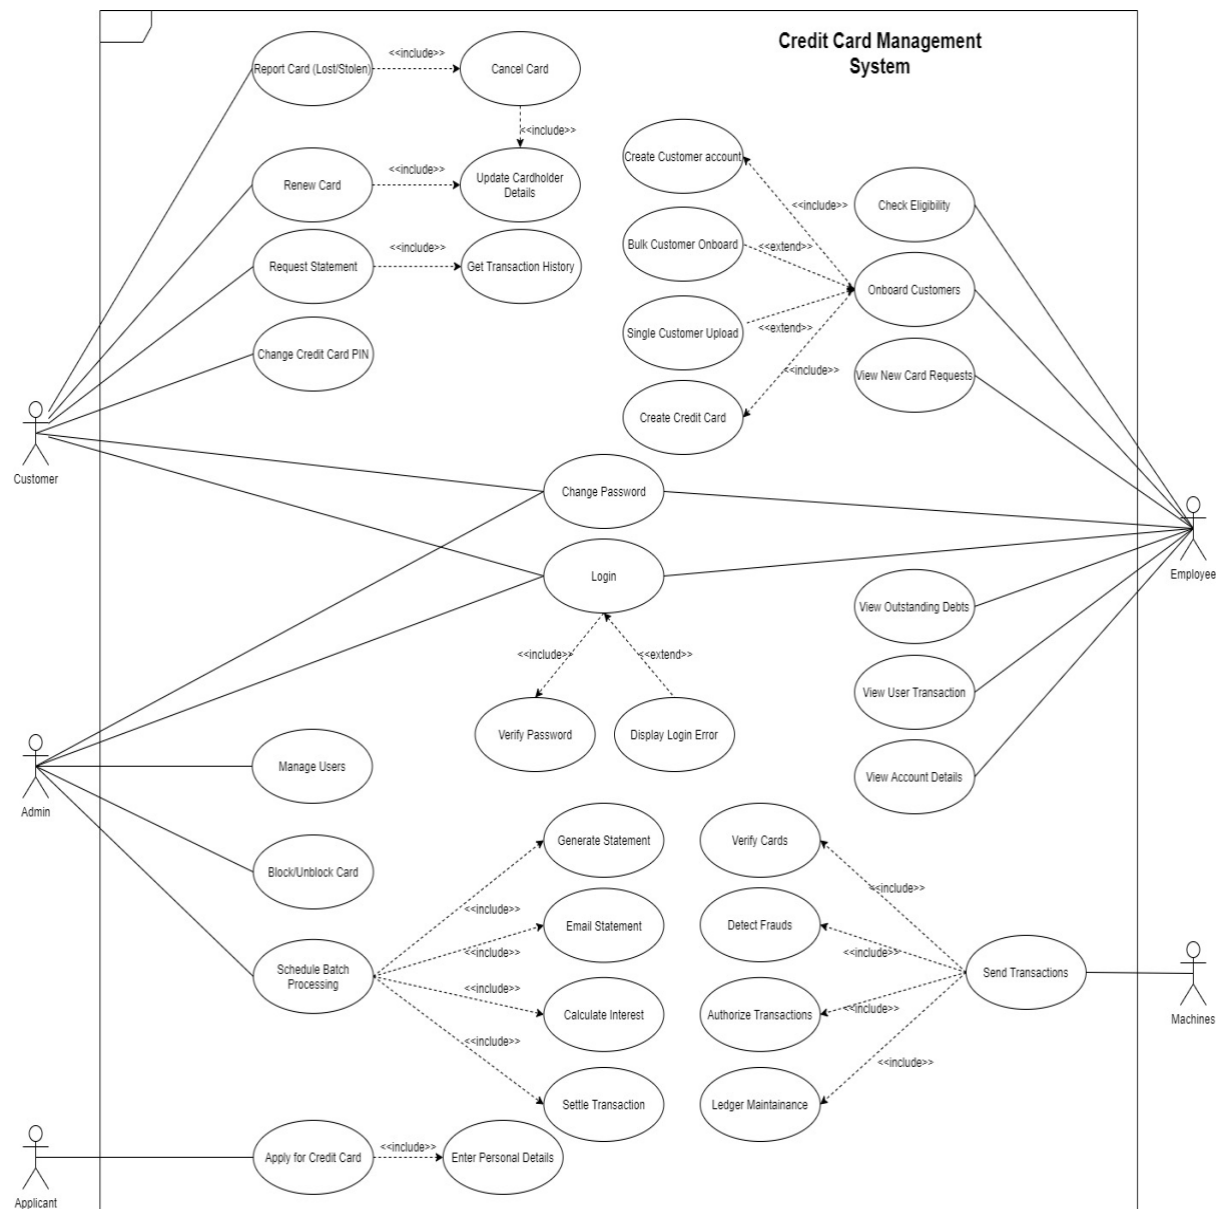 Credit Card Management
System
<<include>>
Report Card (Lost/Stolen)
Cancel Card
<<include>>
Create Customer account
<<include>>
Renew Card
Update Cardholder
Details
<<include>>
Check Eligibility
<<include>>
Bulk Customer Onboard
<<extend>>
Request Statement
Get Transaction History
Onboard Customers
Single Customer Upload
<<extend>>
Change Credit Card PIN
<<include>>
View New Card Requests
Create Credit Card
Customer
Change Password
Login
Employee
View Outstanding Debts
<<include>>
<<extend>>
View User Transaction
Verify Password
Display Login Error
Manage Users
View Account Details
Admin
Generate Statement
Verify Cards
Block/Unblock Card
<<include>>
<<include>>
Email Statement
Detect Frauds
<<include>>
<<include>>
Schedule Batch
Processing
Send Transactions
<<include>>
<<include>>
Calculate Interest
Authorize Transactions
Machines
<<include>>
<<include>>
Settle Transaction
Ledger Maintainance
<<include>>
Apply for Credit Card
Enter Personal Details
Applicant